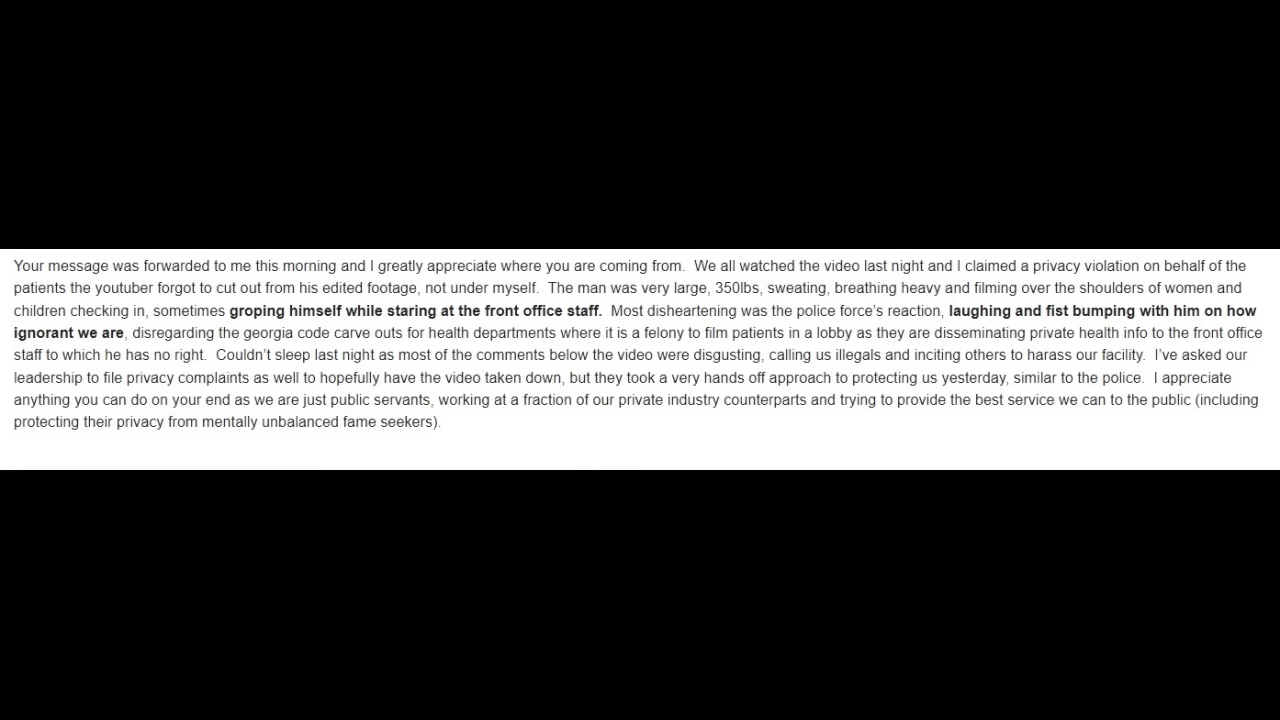 Your message was forwarded to me this morning and I greatly appreciate where you are coming from.  We all watched the video last night and I claimed a privacy violation on behalf of the
patients the youtuber forgot to cut out from his edited footage, not under myself.  The man was very large, 350lbs, sweating, breathing heavy and filming over the shoulders of women and
children checking in, sometimes groping himself while staring at the front office staff.  Most disheartening was the police force's reaction, laughing and fist bumping with him on how
ignorant we are, disregarding the georgia code carve outs for health departments where it is a felony to film patients in a lobby as they are disseminating private health info to the front office
staff to which he has no right.  Couldn't sleep last night as most of the comments below the video were disgusting, calling us illegals and inciting others to harass our facility.  I've asked our
leadership to file privacy complaints as well to hopefully have the video taken down, but they took a very hands off approach to protecting us yesterday, similar to the police.  I appreciate
anything you can do on your end as we are just public servants, working at a fraction of our private industry counterparts and trying to provide the best service we can to the public (including
protecting their privacy from mentally unbalanced fame seekers).